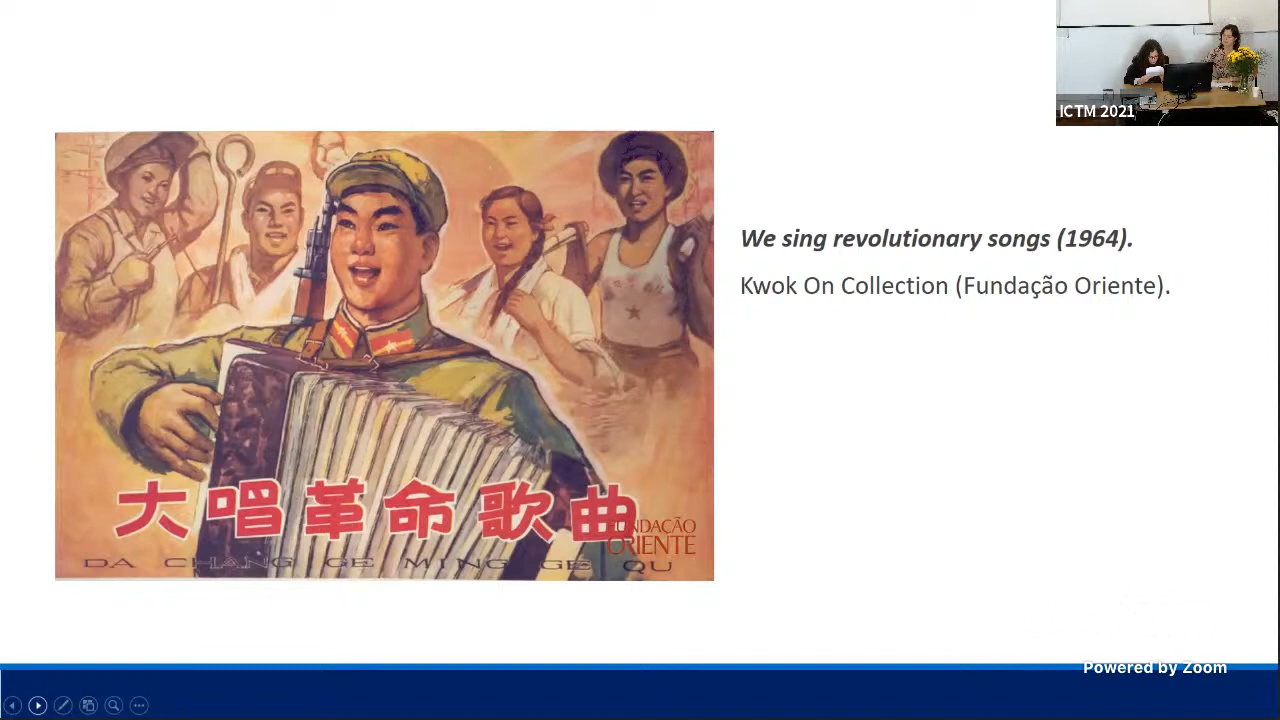 ICTM 2021
We sing revolutionary songs (1964).
Kwok On Collection (Fundação Oriente).
大唱革命歌曲
FUNDAÇÃO
ORIENTE
DA CHANG GE MING GE QU
Powered by Zoom